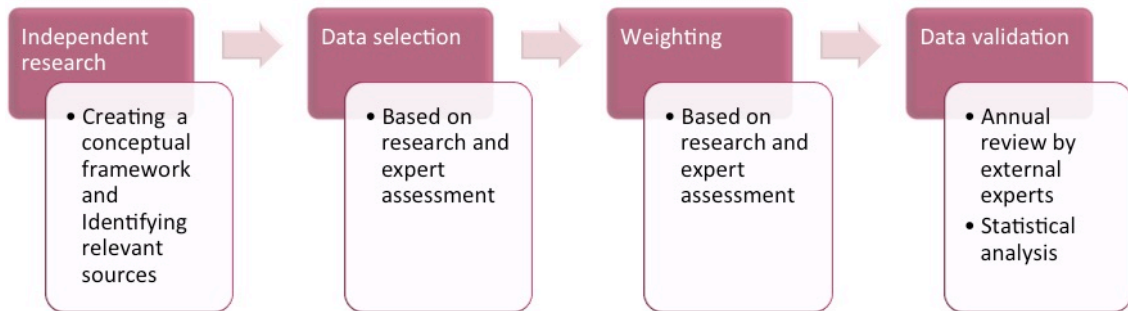 Independent
research
• Creating a
conceptual
framework
and
Identifying
relevant
sources
Data selection
• Based on
research and
expert
assessment
Weighting
• Based on
research and
expert
assessment
Data validation
• Annual
review by
external
experts
• Statistical
analysis